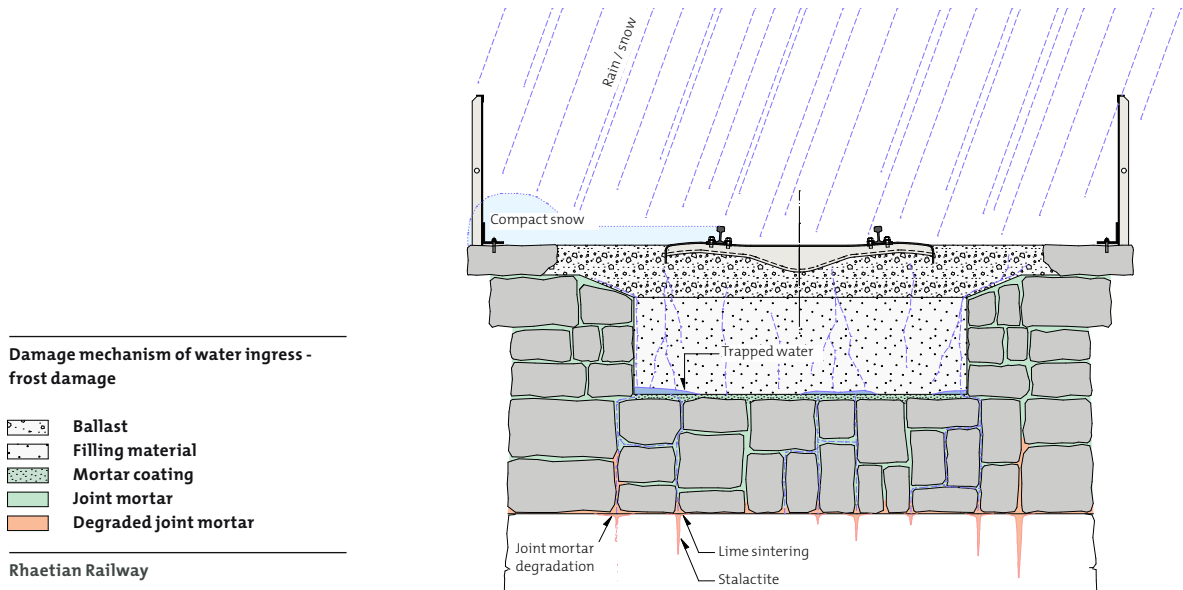 Rain / snow
Compact snow
Trapped water
Damage mechanism of water ingress -
frost damage
Ballast
Filling material
Mortar coating
Joint mortar
Degraded joint mortar
Rhaetian Railway
Joint mortar
degradation
Lime sintering
Stalactite